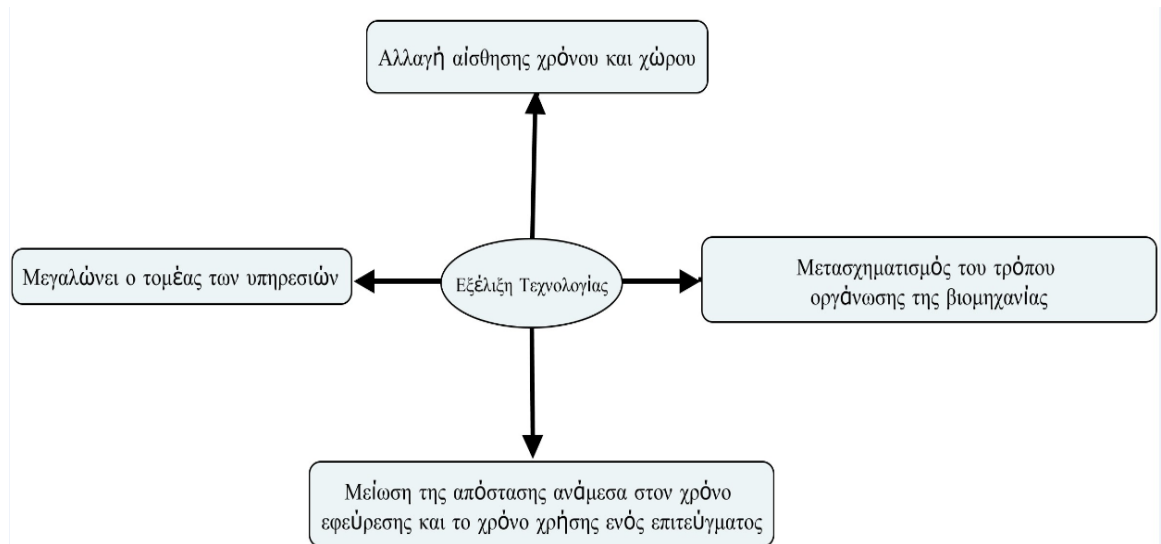 Αλλαγή αίσθησης χρόνου και χώρου
Μεγαλώνει ο τομέας των υπηρεσιών
Εξέλιξη Τεχνολογίας
Μετασχηματισμός του τρόπου
οργάνωσης της βιομηχανίας
Μείωση της απόστασης ανάμεσα στον χρόνο
εφεύρεσης και το χρόνο χρήσης ενός επιτεύγματος